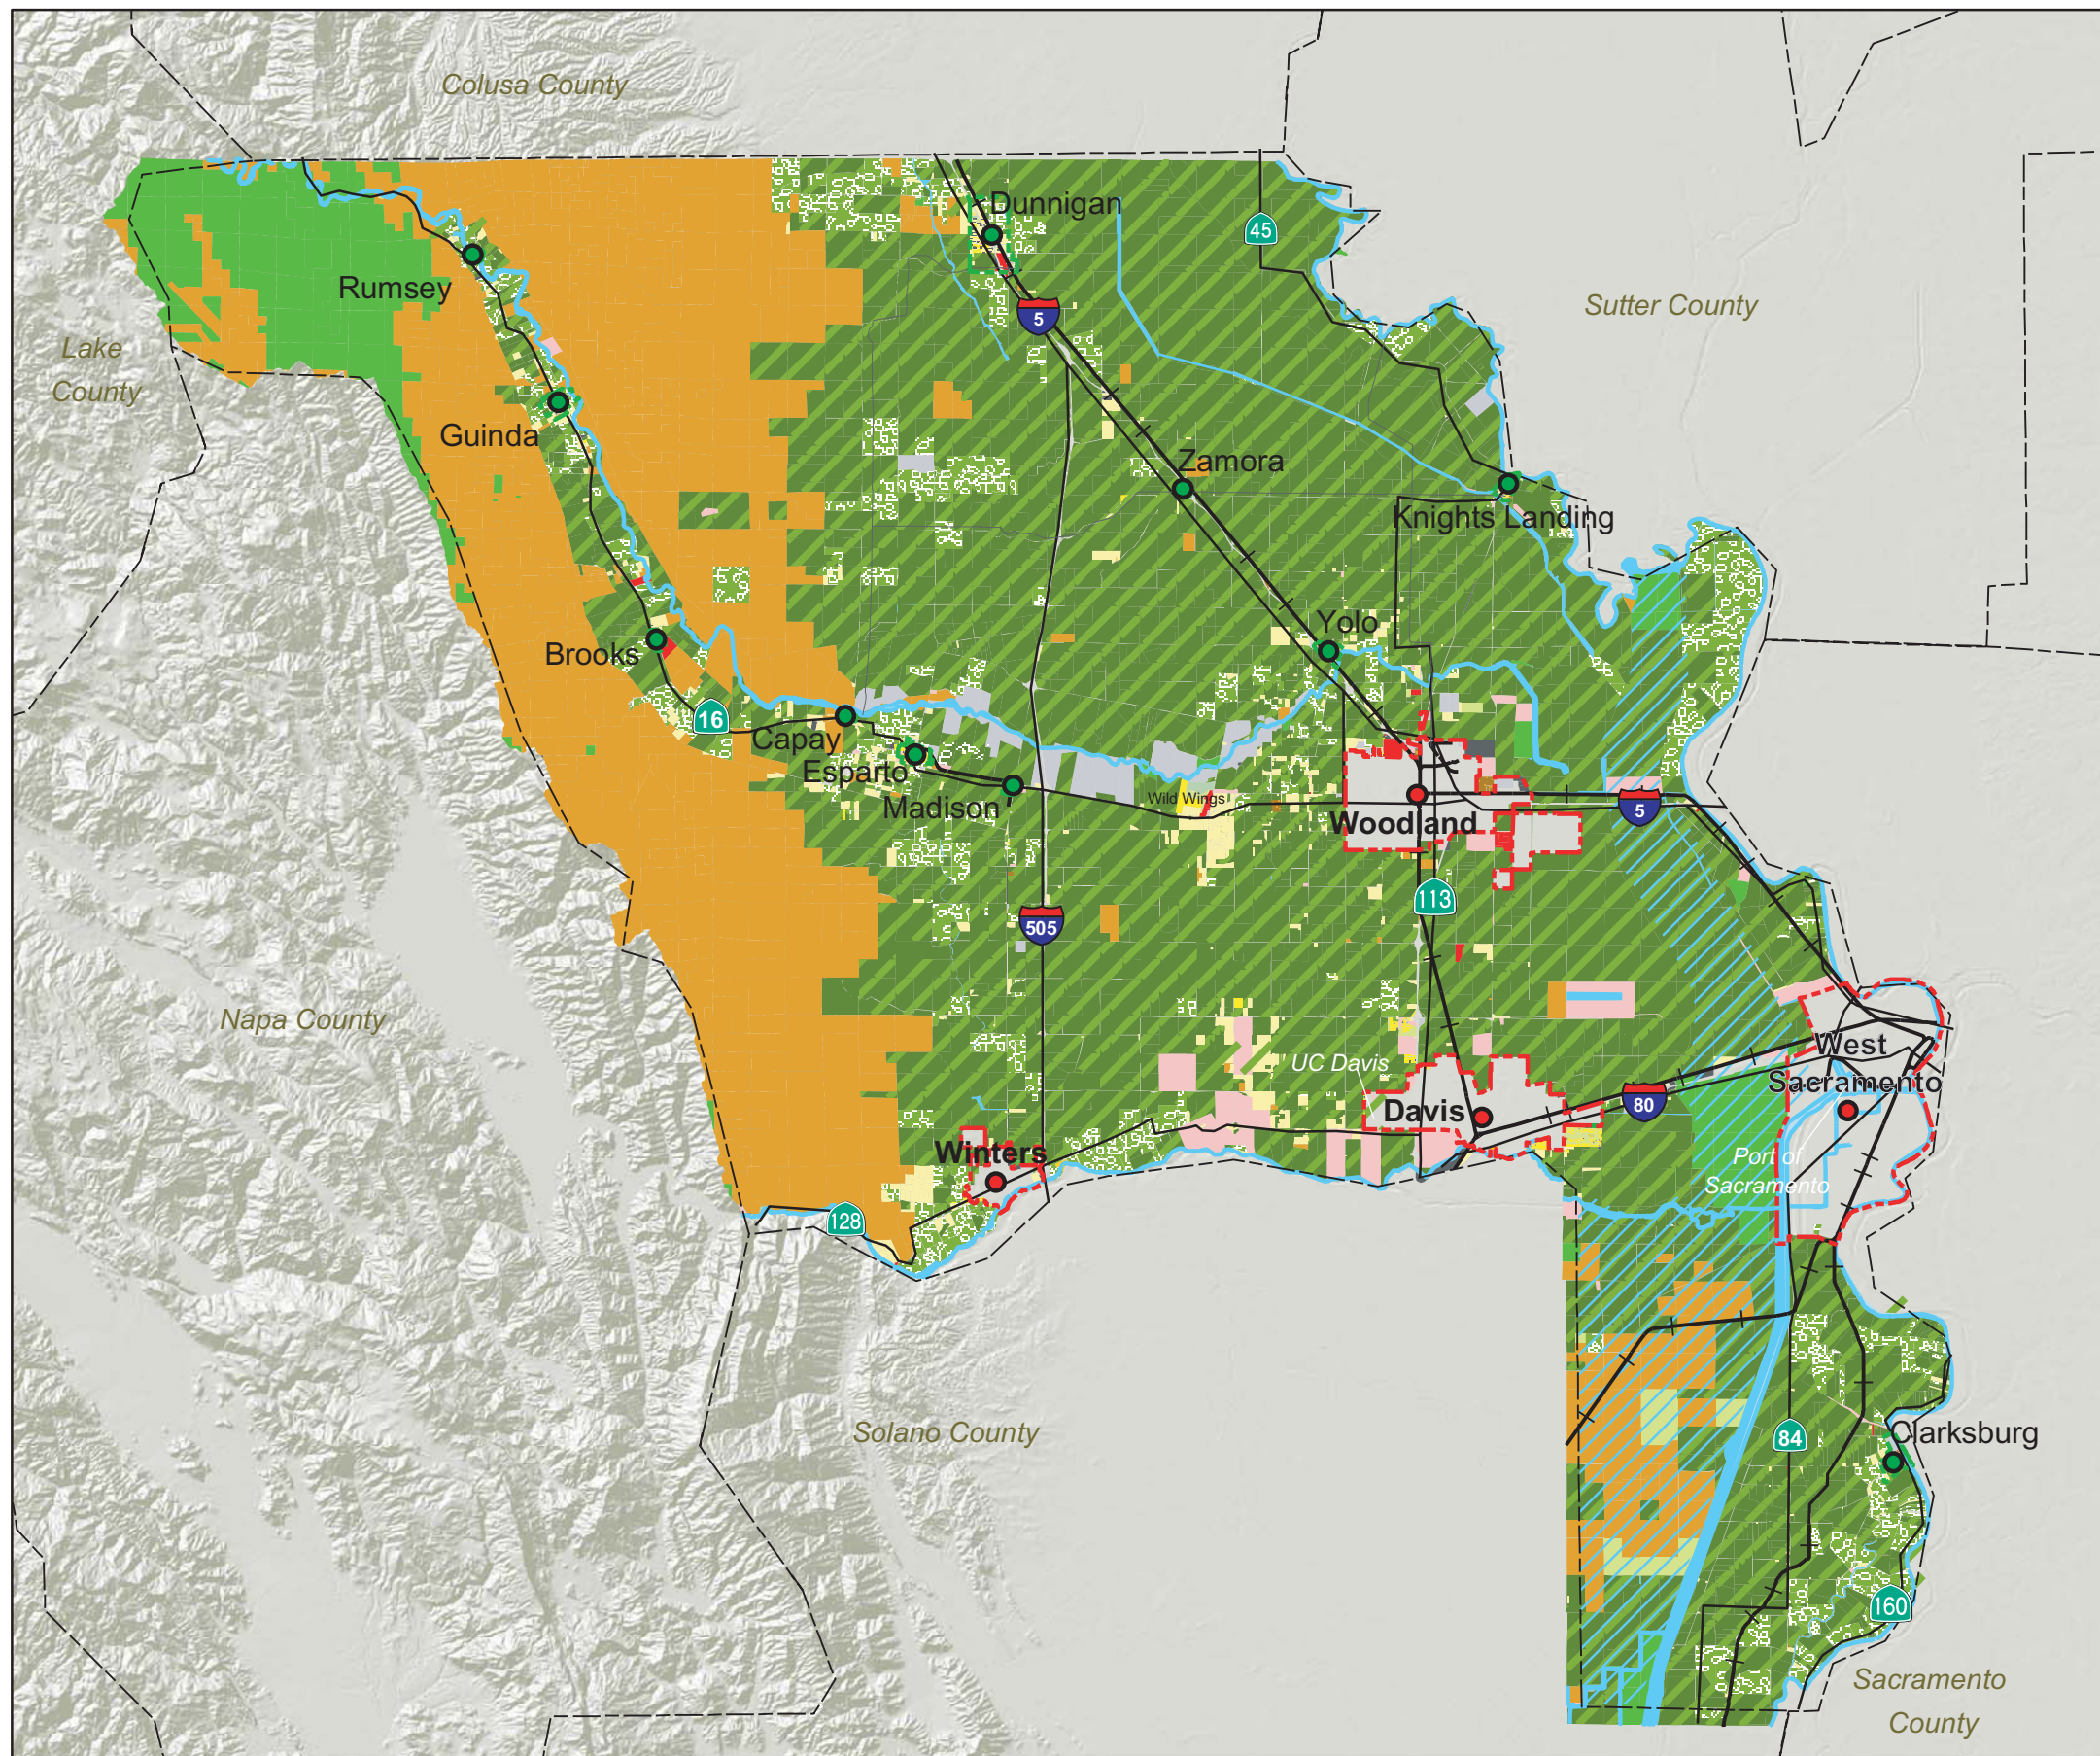 Colusa County
Dunnigan
45
Rumsey
Sutter County
5
Lake
County
Guinda
Zamora
Knights Landing
Yolo
Brooks
16
Capay
Esparto
Madison
Wild Wings
5
Woodland
113
505
Napa County
West
Sacramento
UC Davis
Davis
80
Winters
Port of
Sacramento
128
Solano County
84
Clarksburg
160
Sacramento
County